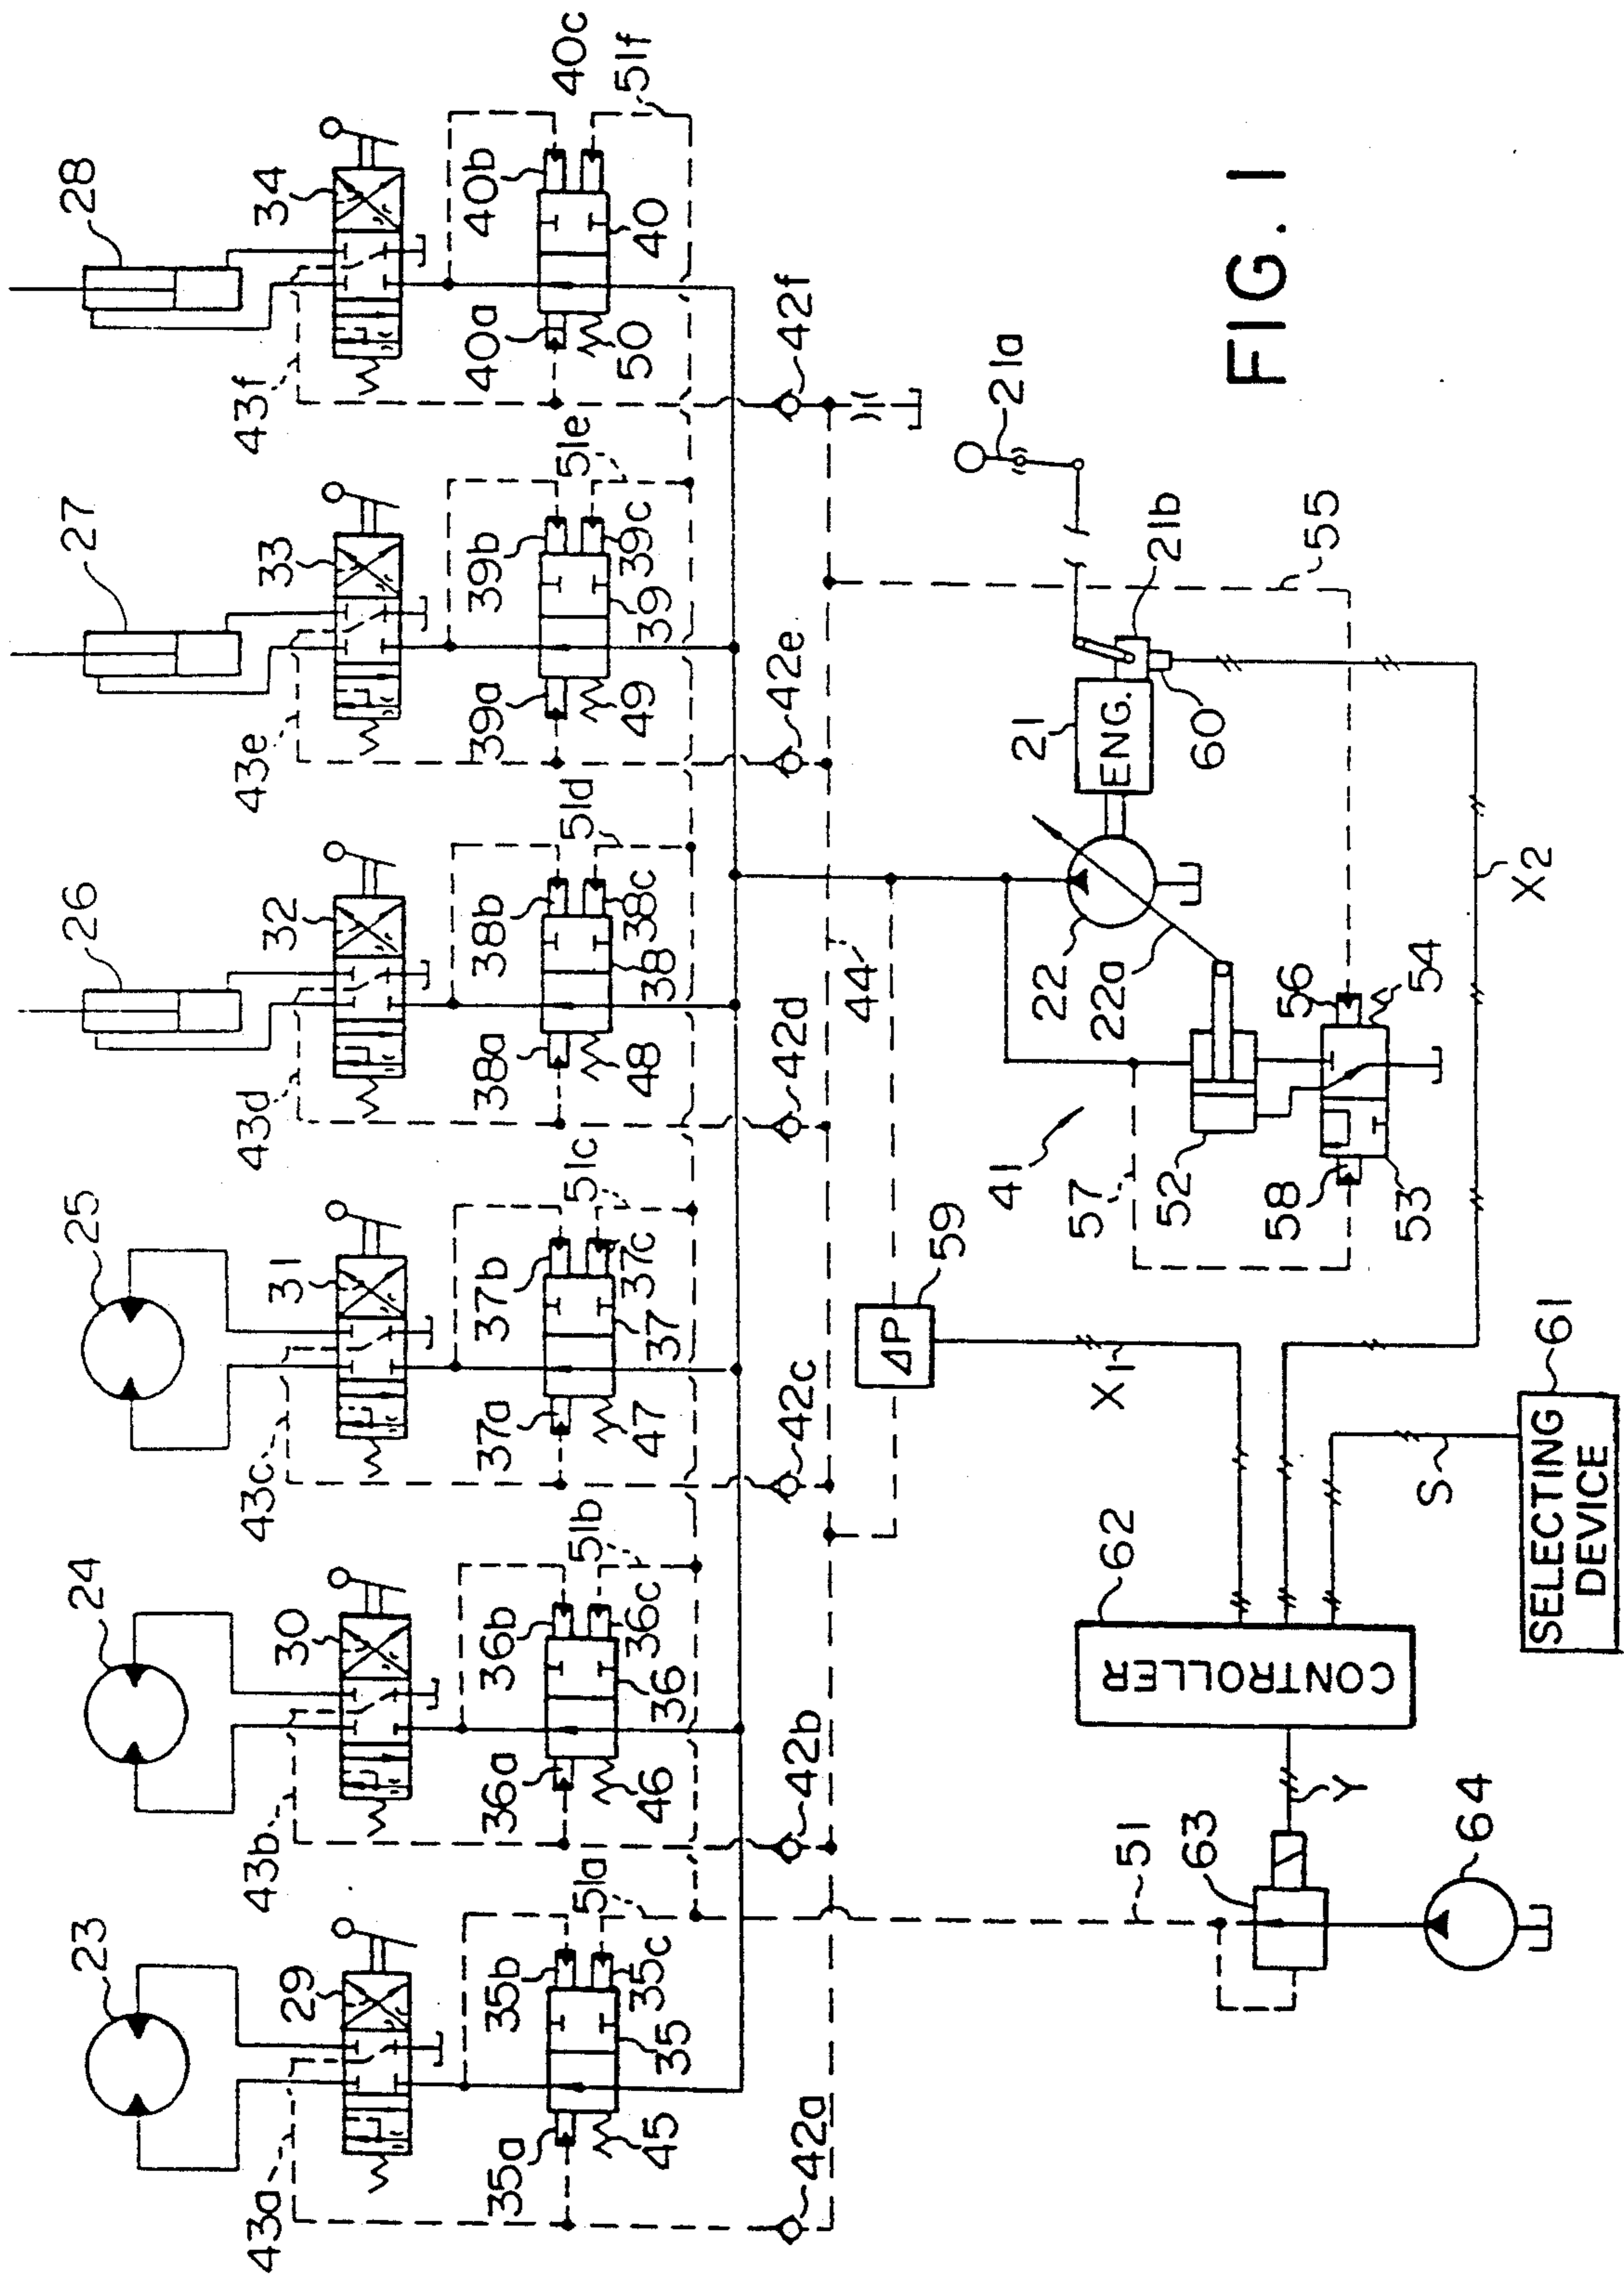 23
24
25
26
27
28
43a
29
43b
30
43c
31
43d
32
43e
33
43f
34
35a
35b
51a
36a
36b
51b
37a
37b
51c
38a
38b
51d
39a
39b
51e
40a
40b
40c
51f
45
35
35c
46
36
36c
47
37
37c
48
38
38c
49
39
39c
50
40
42a
42b
42c
42d
42e
42f
44
59
ΔP
X1
41
57
52
58
53
56
54
22
22a
21
ENG.
21a
21b
60
55
X2
51
63
64
Y
62
CONTROLLER
S
61
SELECTING
DEVICE
FIG. 1